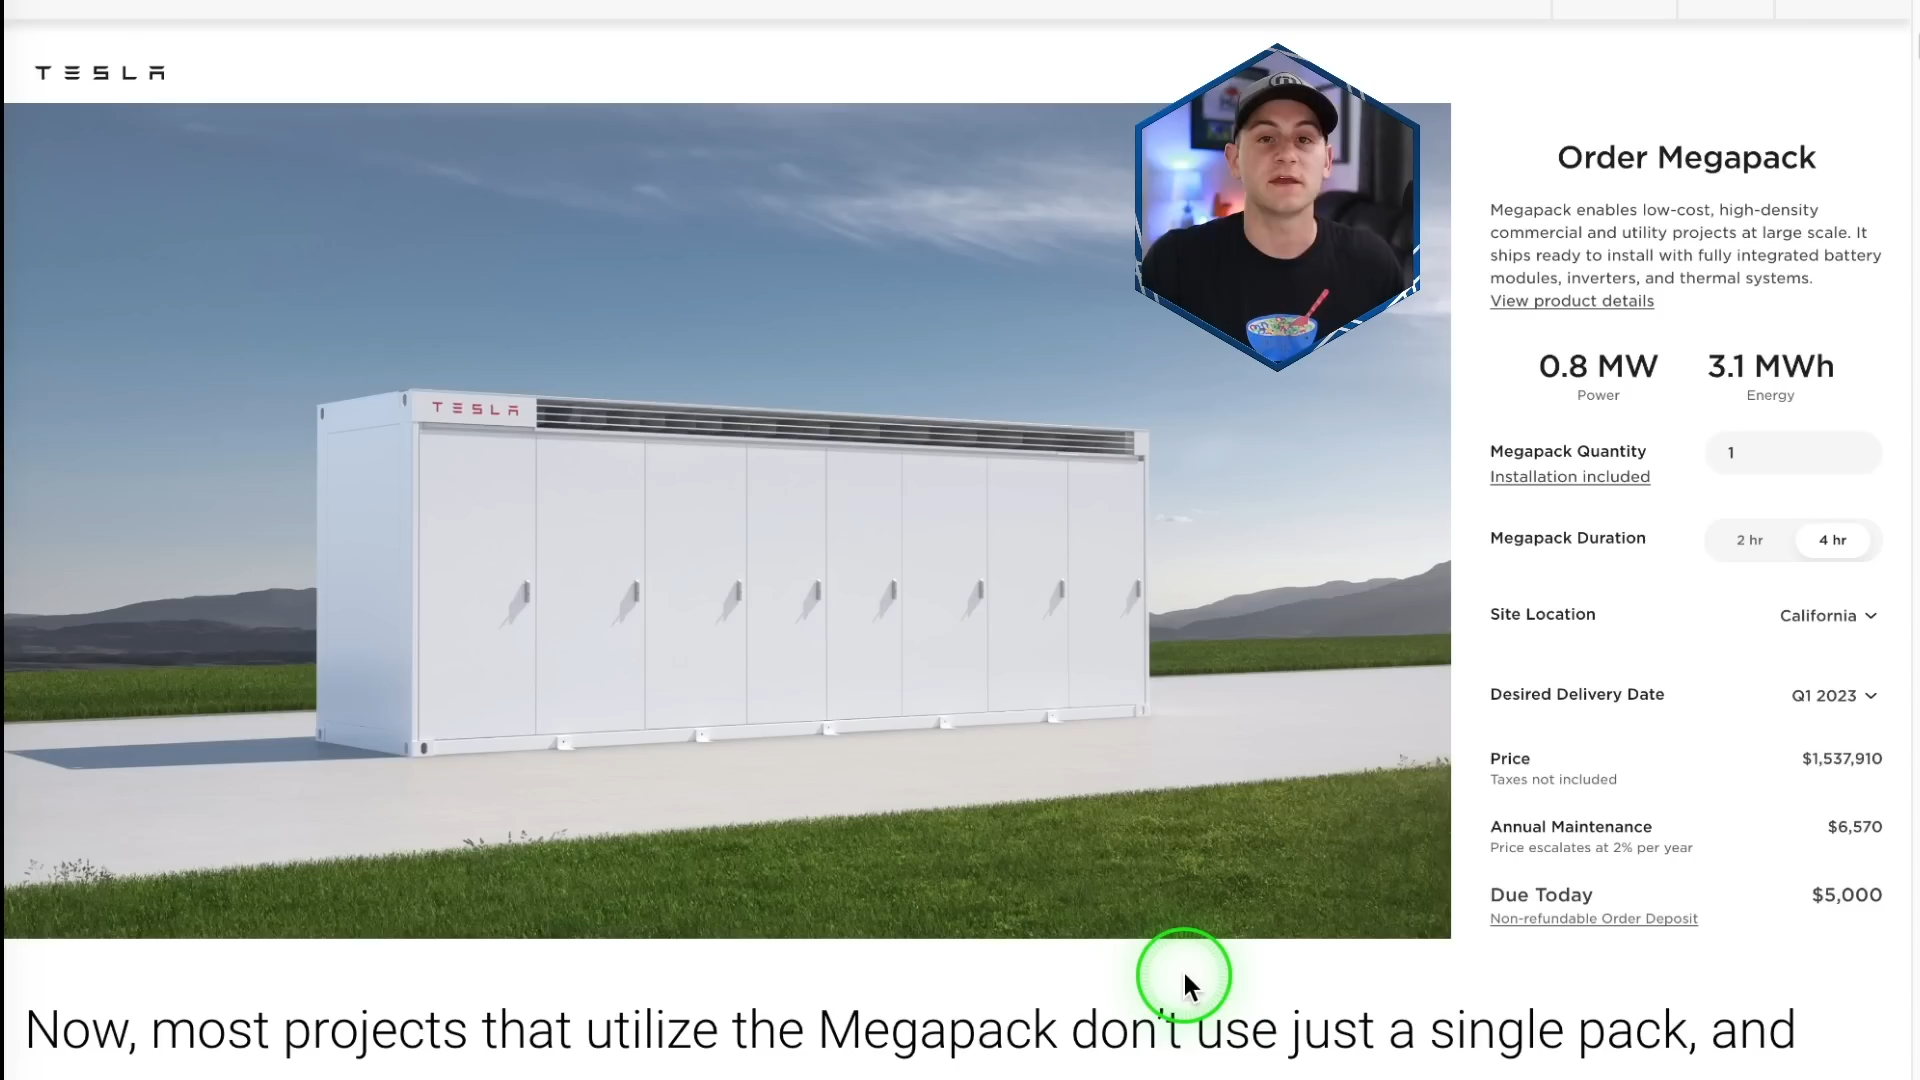 TESLA
TESLA
Order Megapack
Megapack enables low-cost, high-density
commercial and utility projects at large scale. It
ships ready to install with fully integrated battery
modules, inverters, and thermal systems.
View product details
0.8 MW 3.1 MWh
Power Energy
Megapack Quantity 1
Installation included
Megapack Duration 2 hr 4 hr
Site Location California
Desired Delivery Date Q1 2023
Price $1,537,910
Taxes not included
Annual Maintenance $6,570
Price escalates at 2% per year
Due Today $5,000
Non-refundable Order Deposit
Now, most projects that utilize the Megapack don't use just a single pack, and